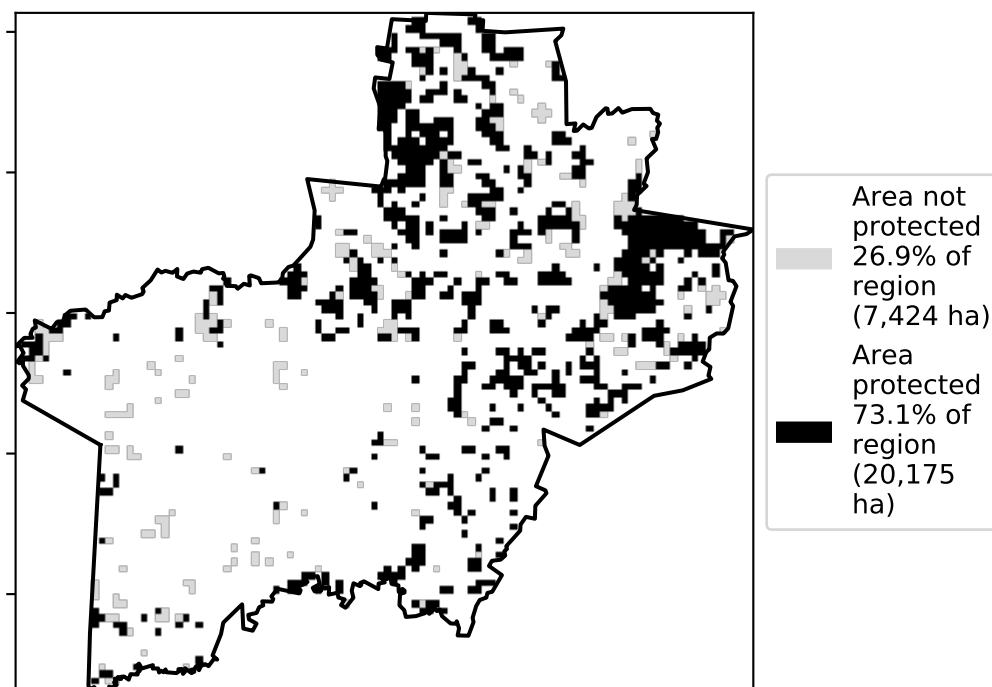 Area not
protected
26.9% of
region
(7,424 ha)
Area
protected
73.1% of
region
(20,175
ha)